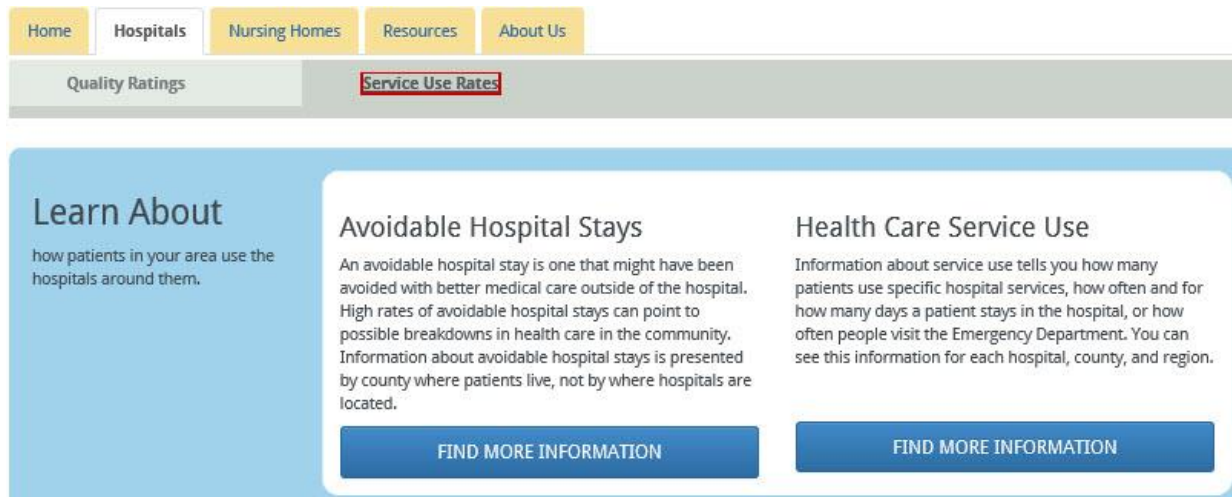 Home Hospitals Nursing Homes Resources About Us
Quality Ratings Service Use Rates
Learn About
how patients in your area use the
hospitals around them.
Avoidable Hospital Stays
An avoidable hospital stay is one that might have been
avoided with better medical care outside of the hospital.
High rates of avoidable hospital stays can point to
possible breakdowns in health care in the community.
Information about avoidable hospital stays is presented
by county where patients live, not by where hospitals are
located.
FIND MORE INFORMATION
Health Care Service Use
Information about service use tells you how many
patients use specific hospital services, how often and for
how many days a patient stays in the hospital, or how
often people visit the Emergency Department. You can
see this information for each hospital, county, and region.
FIND MORE INFORMATION